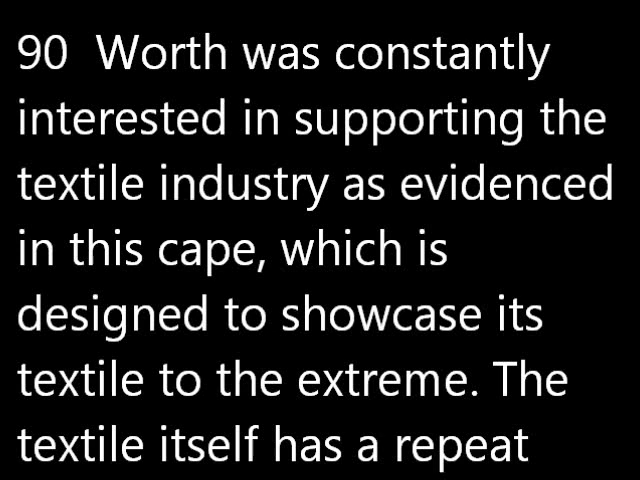 90  Worth was constantly
interested in supporting the
textile industry as evidenced
in this cape, which is
designed to showcase its
textile to the extreme. The
textile itself has a repeat